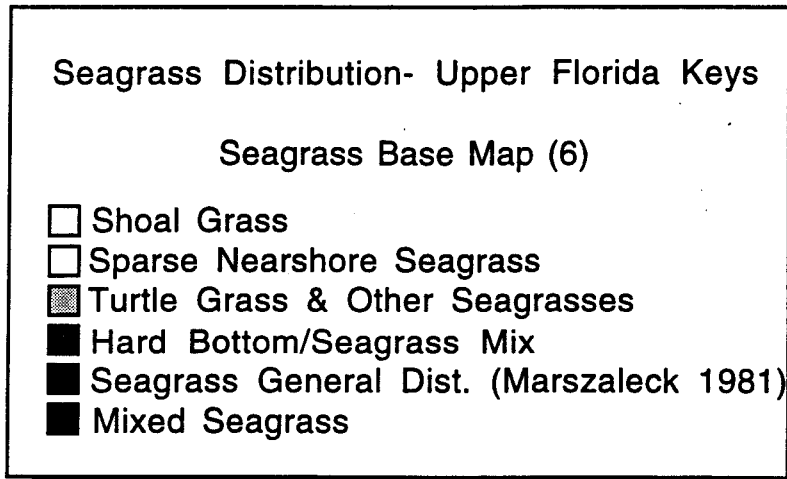 Seagrass Distribution- Upper Florida Keys
Seagrass Base Map (6)
Shoal Grass
Sparse Nearshore Seagrass
Turtle Grass & Other Seagrasses
Hard Bottom/Seagrass Mix
Seagrass General Dist. (Marszaleck 1981)
Mixed Seagrass